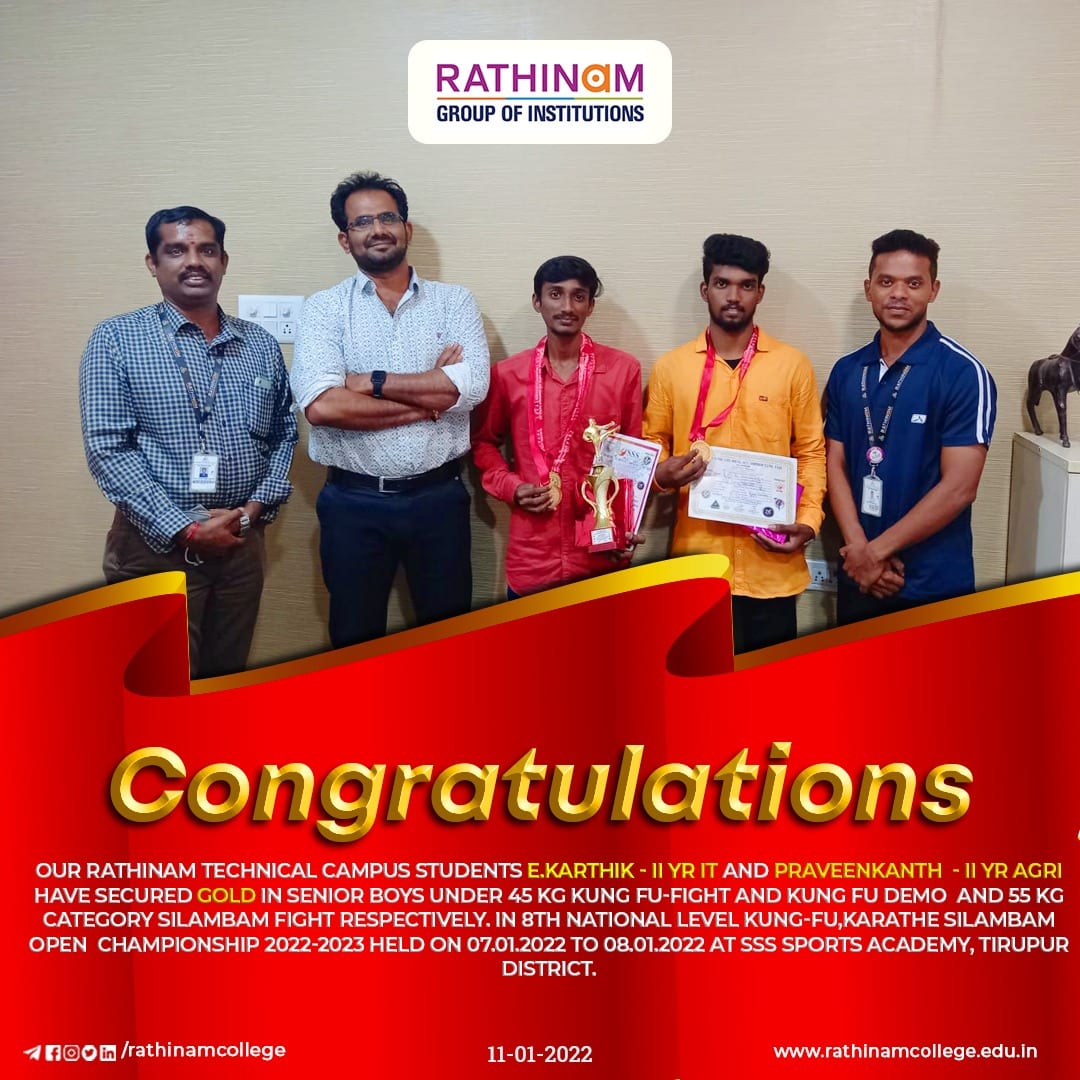 RATHINAM
GROUP OF INSTITUTIONS
RATHINAM
SSS
Congratulations
OUR RATHINAM TECHNICAL CAMPUS STUDENTS E.KARTHIK - II YR IT AND PRAVEENKANTH - II YR AGRI
HAVE SECURED GOLD IN SENIOR BOYS UNDER 45 KG KUNG FU-FIGHT AND KUNG FU DEMO AND 55 KG
CATEGORY SILAMBAM FIGHT RESPECTIVELY. IN 8TH NATIONAL LEVEL KUNG-FU,KARATHE SILAMBAM
OPEN CHAMPIONSHIP 2022-2023 HELD ON 07.01.2022 TO 08.01.2022 AT SSS SPORTS ACADEMY, TIRUPUR
DISTRICT.
/rathinamcollege
11-01-2022
www.rathinamcollege.edu.in